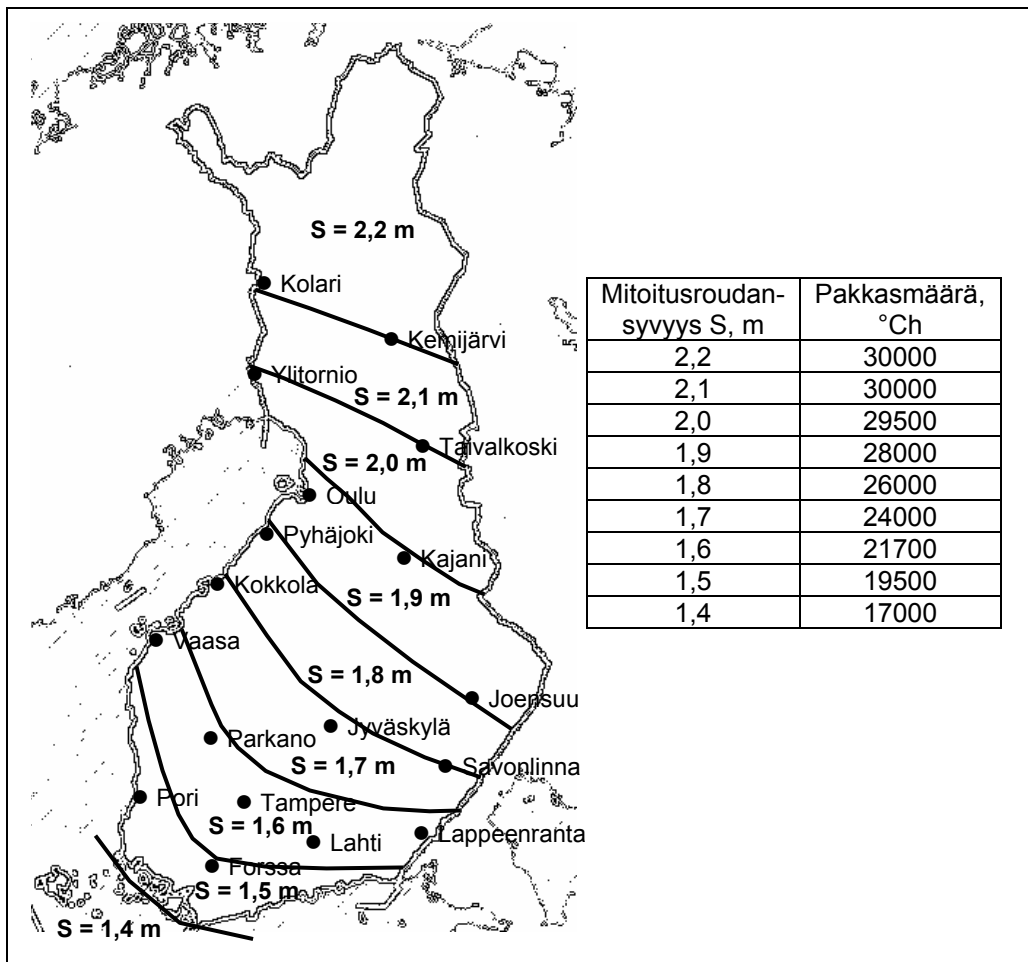 S = 2,2 m
Kolari
Kemijärvi
Ylitornio
S = 2,1 m
Taivalkoski
S = 2,0 m
Oulu
Pyhäjoki
Kajani
Kokkola
S = 1,9 m
Vaasa
S = 1,8 m
Joensuu
Jyväskylä
Parkano
S = 1,7 m
Savonlinna
Pori
Tampere
S = 1,6 m
Lahti
Lappeenranta
Forssa
S = 1,5 m
S = 1,4 m
Mitoitusroudan- Pakkasmäärä,
syvyys S, m °Ch
2,2 30000
2,1 30000
2,0 29500
1,9 28000
1,8 26000
1,7 24000
1,6 21700
1,5 19500
1,4 17000